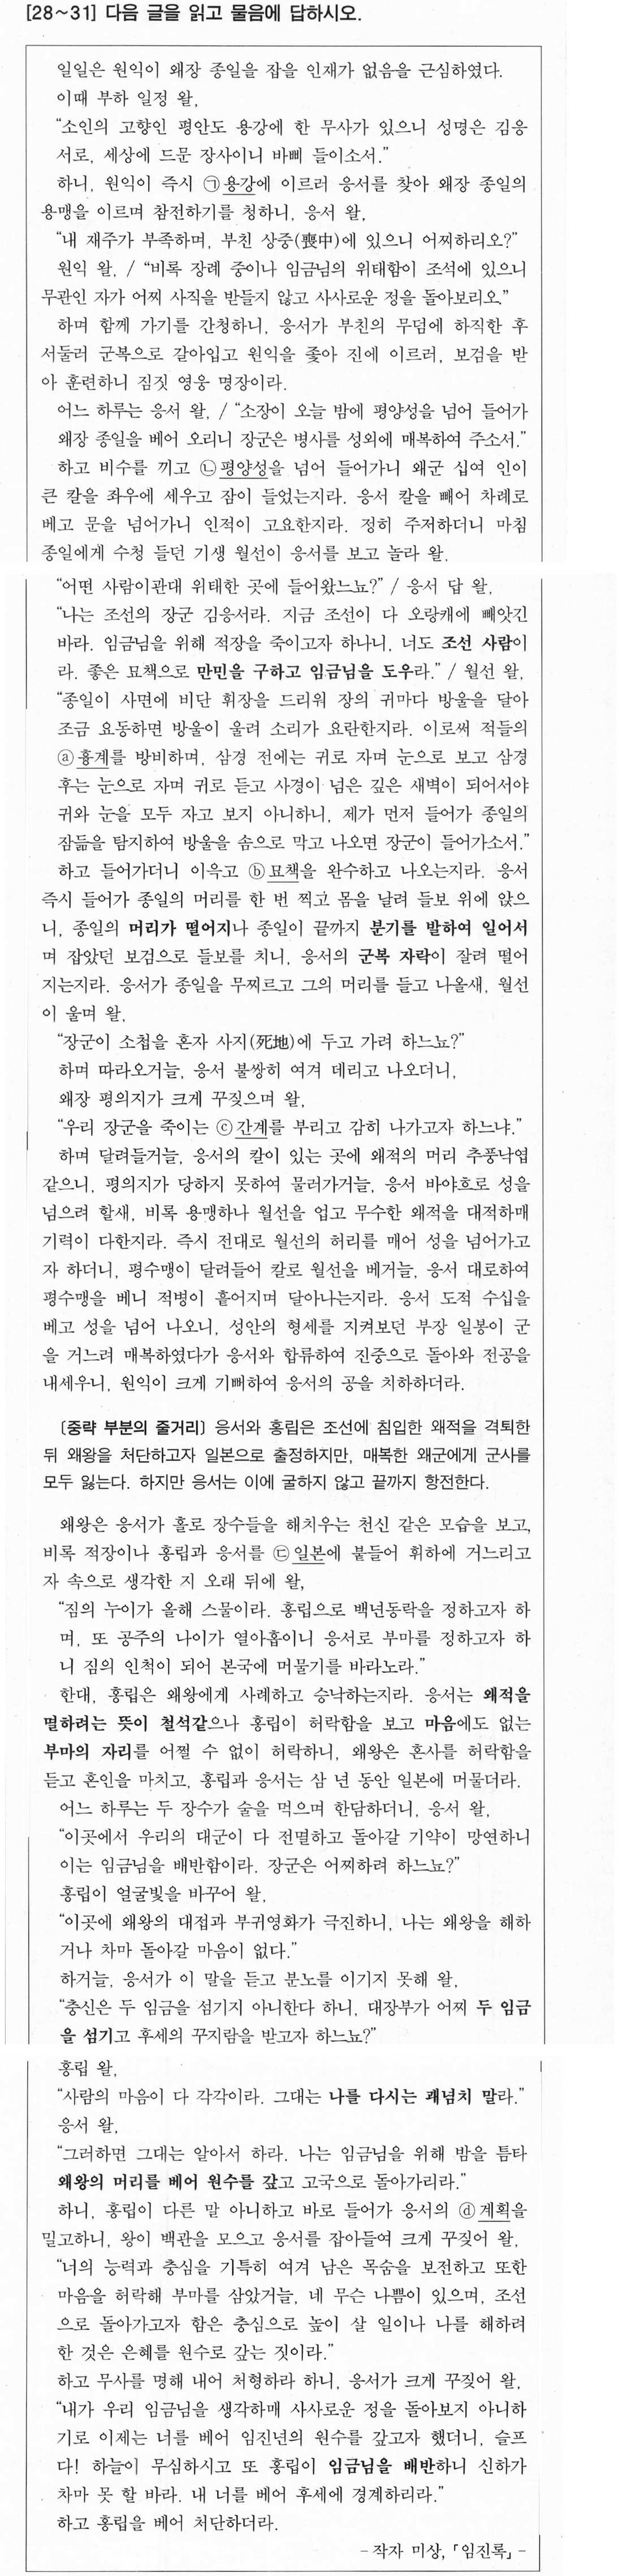 [28~31] 다음 글을 읽고 물음에 답하시오.
일일은 원익이 왜장 종일을 잡을 인재가 없음을 근심하였다.
이때 부하 일정 왈,
“소인의 고향인 평안도 용강에 한 무사가 있으니 성명은 김응
서로, 세상에 드문 장사이니 바삐 들이소서.”
하니, 원익이 즉시 ㉠용강에 이르러 응서를 찾아 왜장 종일의
용맹을 이르며 참전하기를 청하니, 응서 왈,
“내 재주가 부족하며, 부친 상중(喪中)에 있으니 어찌하리오?”
원익 왈, / “비록 장례 중이나 임금님의 위태함이 조석에 있으니
무관인 자가 어찌 사직을 받들지 않고 사사로운 정을 돌아보리오.”
하며 함께 가기를 간청하니, 응서가 부친의 무덤에 하직한 후
서둘러 군복으로 갈아입고 원익을 좇아 진에 이르러, 보검을 받
아 훈련하니 짐짓 영웅 명장이라.
어느 하루는 응서 왈, / “소장이 오늘 밤에 평양성을 넘어 들어가
왜장 종일을 베어 오리니 장군은 병사를 성외에 매복하여 주소서.”
하고 비수를 끼고 ㉡평양성을 넘어 들어가니 왜군 십여 인이
큰 칼을 좌우에 세우고 잠이 들었는지라. 응서 칼을 빼어 차례로
베고 문을 넘어가니 인적이 고요한지라. 정히 주저하더니 마침
종일에게 수청 들던 기생 월선이 응서를 보고 놀라 왈,
“어떤 사람이관대 위태한 곳에 들어왔느뇨?” / 응서 답 왈,
“나는 조선의 장군 김응서라. 지금 조선이 다 오랑캐에 빼앗긴
바라. 임금님을 위해 적장을 죽이고자 하나니, 너도 조선 사람이
라. 좋은 묘책으로 만민을 구하고 임금님을 도우라.” / 월선 왈,
“종일이 사면에 비단 휘장을 드리워 장의 귀마다 방울을 달아
조금 요동하면 방울이 울려 소리가 요란한지라. 이로써 적들의
ⓐ흉계를 방비하며, 삼경 전에는 귀로 자며 눈으로 보고 삼경
후는 눈으로 자며 귀로 듣고 사경이 넘은 깊은 새벽이 되어서야
귀와 눈을 모두 자고 보지 아니하니, 제가 먼저 들어가 종일의
잠듦을 탐지하여 방울을 솜으로 막고 나오면 장군이 들어가소서.”
하고 들어가더니 이윽고 ⓑ묘책을 완수하고 나오는지라. 응서
즉시 들어가 종일의 머리를 한 번 찍고 몸을 날려 들보 위에 앉으
니, 종일의 머리가 떨어지나 종일이 끝까지 분기를 발하여 일어서
며 잡았던 보검으로 들보를 치니, 응서의 군복 자락이 잘려 떨어
지는지라. 응서가 종일을 무찌르고 그의 머리를 들고 나올새, 월선
이 울며 왈,
“장군이 소첩을 혼자 사지(死地)에 두고 가려 하느뇨?”
하며 따라오거늘, 응서 불쌍히 여겨 데리고 나오더니,
왜장 평의지가 크게 꾸짖으며 왈,
“우리 장군을 죽이는 ⓒ간계를 부리고 감히 나가고자 하느냐.”
하며 달려들거늘, 응서의 칼이 있는 곳에 왜적의 머리 추풍낙엽
같으니, 평의지가 당하지 못하여 물러가거늘, 응서 바야흐로 성을
넘으려 할새, 비록 용맹하나 월선을 업고 무수한 왜적을 대적하매
기력이 다한지라. 즉시 전대로 월선의 허리를 매어 성을 넘어가고
자 하더니, 평수맹이 달려들어 칼로 월선을 베거늘, 응서 대로하여
평수맹을 베니 적병이 흩어지며 달아나는지라. 응서 도적 수십을
베고 성을 넘어 나오니, 성안의 형세를 지켜보던 부장 일봉이 군
을 거느려 매복하였다가 응서와 합류하여 진중으로 돌아와 전공을
내세우니, 원익이 크게 기뻐하여 응서의 공을 치하하더라.
[중략 부분의 줄거리] 응서와 홍립은 조선에 침입한 왜적을 격퇴한
뒤 왜왕을 처단하고자 일본으로 출정하지만, 매복한 왜군에게 군사를
모두 잃는다. 하지만 응서는 이에 굴하지 않고 끝까지 항전한다.
왜왕은 응서가 홀로 장수들을 해치우는 천신 같은 모습을 보고,
비록 적장이나 홍립과 응서를 ㉢일본에 붙들어 휘하에 거느리고
자 속으로 생각한 지 오래 뒤에 왈,
“짐의 누이가 올해 스물이라. 홍립으로 백년동락을 정하고자 하
며, 또 공주의 나이가 열아홉이니 응서로 부마를 정하고자 하
니 짐의 인척이 되어 본국에 머물기를 바라노라.”
한대, 홍립은 왜왕에게 사례하고 승낙하는지라. 응서는 왜적을
멸하려는 뜻이 철석같으나 홍립이 허락함을 보고 마음에도 없는
부마의 자리를 어쩔 수 없이 허락하니, 왜왕은 혼사를 허락함을
듣고 혼인을 마치고, 홍립과 응서는 삼 년 동안 일본에 머물더라.
어느 하루는 두 장수가 술을 먹으며 한담하더니, 응서 왈,
“이곳에서 우리의 대군이 다 전멸하고 돌아갈 기약이 망연하니
이는 임금님을 배반함이라. 장군은 어찌하려 하느뇨?”
홍립이 얼굴빛을 바꾸어 왈,
“이곳에 왜왕의 대접과 부귀영화가 극진하니, 나는 왜왕을 해하
거나 차마 돌아갈 마음이 없다.”
하거늘, 응서가 이 말을 듣고 분노를 이기지 못해 왈,
“충신은 두 임금을 섬기지 아니한다 하니, 대장부가 어찌 두 임금
을 섬기고 후세의 꾸지람을 받고자 하느뇨?”
홍립 왈,
“사람의 마음이 다 각각이라. 그대는 나를 다시는 괘념치 말라.”
응서 왈,
“그러하면 그대는 알아서 하라. 나는 임금님을 위해 밤을 틈타
왜왕의 머리를 베어 원수를 갚고 고국으로 돌아가리라.”
하니, 홍립이 다른 말 아니하고 바로 들어가 응서의 ⓓ계획을
밀고하니, 왕이 백관을 모으고 응서를 잡아들여 크게 꾸짖어 왈,
“너의 능력과 충심을 기특히 여겨 남은 목숨을 보전하고 또한
마음을 허락해 부마를 삼았거늘, 네 무슨 나쁨이 있으며, 조선
으로 돌아가고자 함은 충심으로 높이 살 일이나 나를 해하려
한 것은 은혜를 원수로 갚는 짓이라.”
하고 무사를 명해 내어 처형하라 하니, 응서가 크게 꾸짖어 왈,
“내가 우리 임금님을 생각하매 사사로운 정을 돌아보지 아니하
기로 이제는 너를 베어 임진년의 원수를 갚고자 했더니, 슬프
다! 하늘이 무심하시고 또 홍립이 임금님을 배반하니 신하가
차마 못 할 바라. 내 너를 베어 후세에 경계하리라.”
하고 홍립을 베어 처단하더라.
- 작자 미상, 「임진록」 -